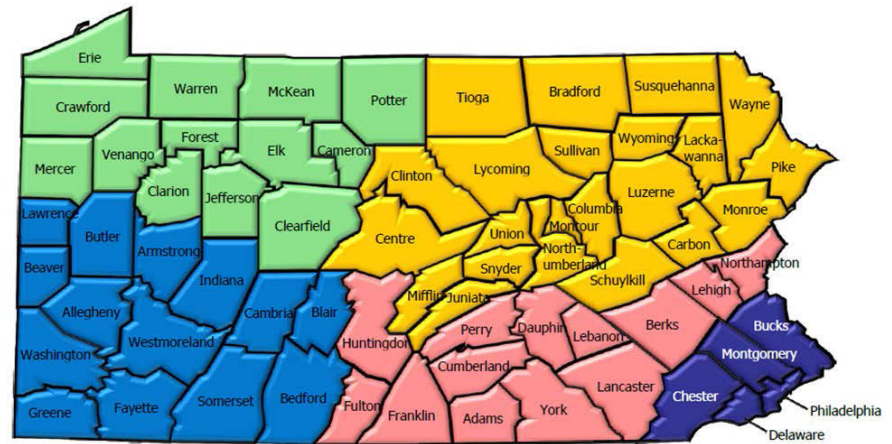 Erie
Crawford
Warren
McKean
Potter
Tioga
Bradford
Susquehanna
Wayne
Mercer
Venango
Forest
Elk
Cameron
Clinton
Lycoming
Sullivan
Wyoming
Lacka-
wanna
Pike
Clarion
Jefferson
Clearfield
Centre
Union
Montour
Columbia
Luzerne
Monroe
Lawrence
Butler
Armstrong
Indiana
Snyder
North-
umberland
Schuylkill
Carbon
Northampton
Lehigh
Beaver
Allegheny
Cambria
Blair
Mifflin
Juniata
Huntingdon
Perry
Dauphin
Lebanon
Berks
Bucks
Montgomery
Washington
Westmoreland
Cumberland
Lancaster
Chester
Philadelphia
Delaware
Greene
Fayette
Somerset
Bedford
Fulton
Franklin
Adams
York